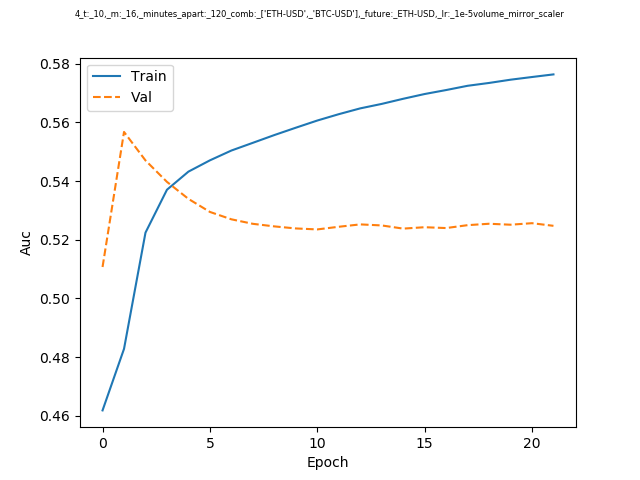 4_t:_10,_m:_16,_minutes_apart:_120_comb:_['ETH-USD',_'BTC-USD'],_future:_ETH-USD,_lr:_1e-5volume_mirror_scaler
Train
Val
0.58
0.56
0.54
0.52
0.50
0.48
0.46
Auc
0 5 10 15 20
Epoch